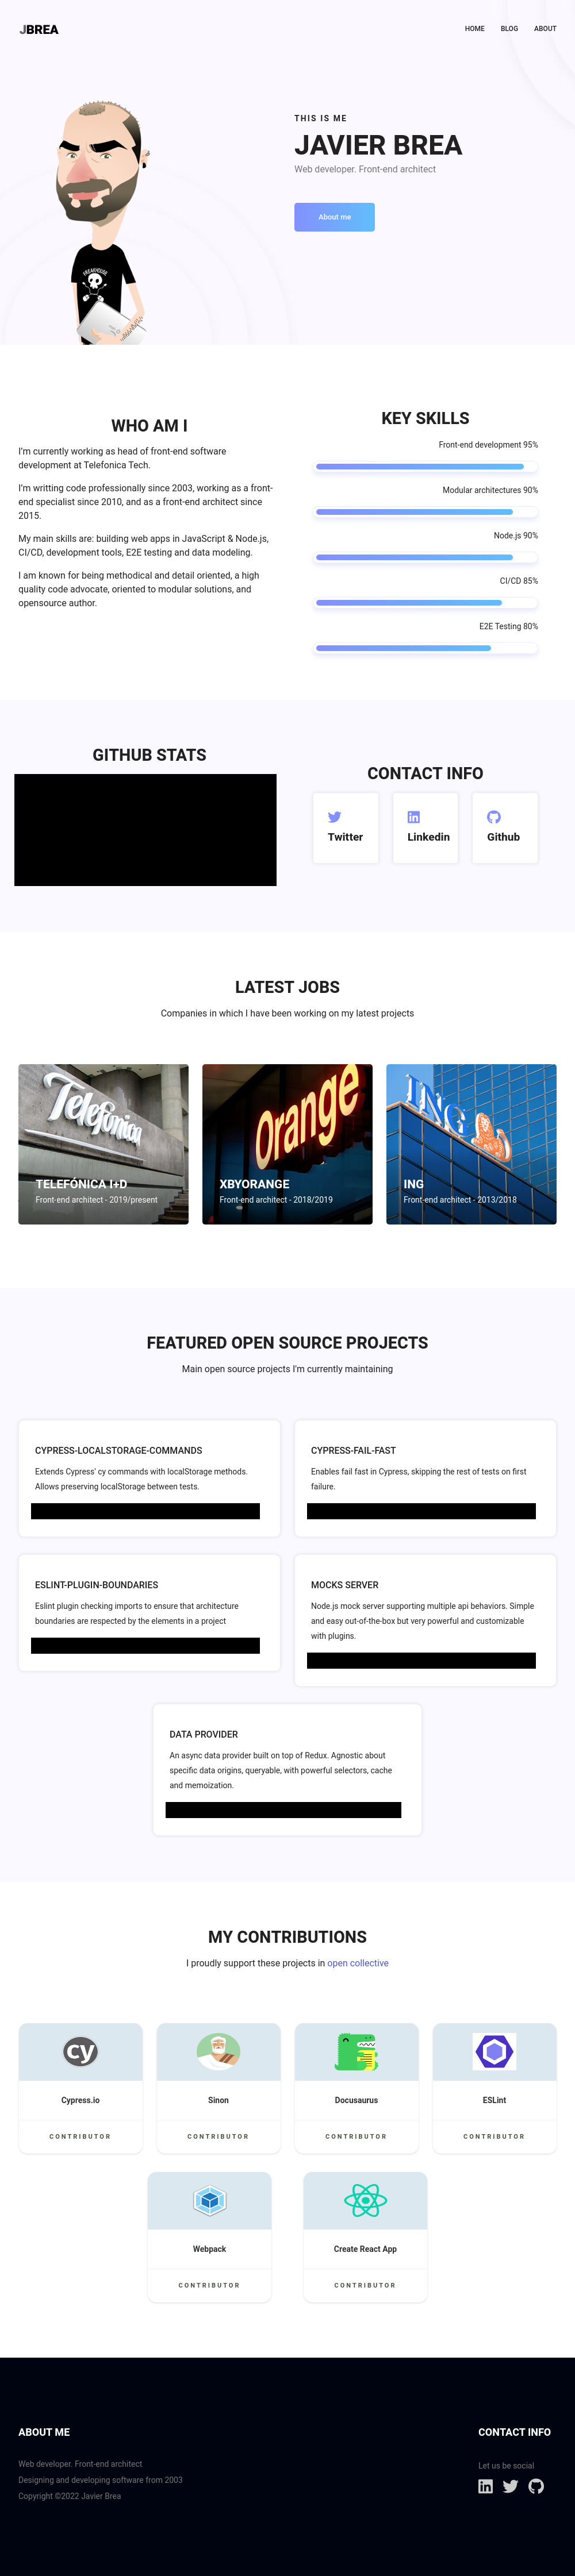 JBREA
HOME
BLOG
ABOUT
THIS IS ME
JAVIER BREA
Web developer. Front-end architect
About me
FREAKHOUSE
WHO AM I
I'm currently working as head of front-end software
development at Telefonica Tech.
I'm writting code professionally since 2003, working as a front-
end specialist since 2010, and as a front-end architect since
2015.
My main skills are: building web apps in JavaScript & Node.js,
CI/CD, development tools, E2E testing and data modeling.
I am known for being methodical and detail oriented, a high
quality code advocate, oriented to modular solutions, and
opensource author.
KEY SKILLS
Front-end development 95%
Modular architectures 90%
Node.js 90%
CI/CD 85%
E2E Testing 80%
GITHUB STATS
CONTACT INFO
Twitter
Linkedin
Github
LATEST JOBS
Companies in which I have been working on my latest projects
Telefónica
TELEFÓNICA I+D
Front-end architect - 2019/present
Orange
XBYORANGE
Front-end architect - 2018/2019
ING
ING
Front-end architect - 2013/2018
FEATURED OPEN SOURCE PROJECTS
Main open source projects I'm currently maintaining
CYPRESS-LOCALSTORAGE-COMMANDS
Extends Cypress' cy commands with localStorage methods.
Allows preserving localStorage between tests.
CYPRESS-FAIL-FAST
Enables fail fast in Cypress, skipping the rest of tests on first
failure.
ESLINT-PLUGIN-BOUNDARIES
Eslint plugin checking imports to ensure that architecture
boundaries are respected by the elements in a project
MOCKS SERVER
Node.js mock server supporting multiple api behaviors. Simple
and easy out-of-the-box but very powerful and customizable
with plugins.
DATA PROVIDER
An async data provider built on top of Redux. Agnostic about
specific data origins, queryable, with powerful selectors, cache
and memoization.
MY CONTRIBUTIONS
I proudly support these projects in open collective
cy
Cypress.io
CONTRIBUTOR
Sinon
CONTRIBUTOR
Docusaurus
CONTRIBUTOR
ESLint
CONTRIBUTOR
Webpack
CONTRIBUTOR
Create React App
CONTRIBUTOR
ABOUT ME
Web developer. Front-end architect
Designing and developing software from 2003
Copyright ©2022 Javier Brea
CONTACT INFO
Let us be social